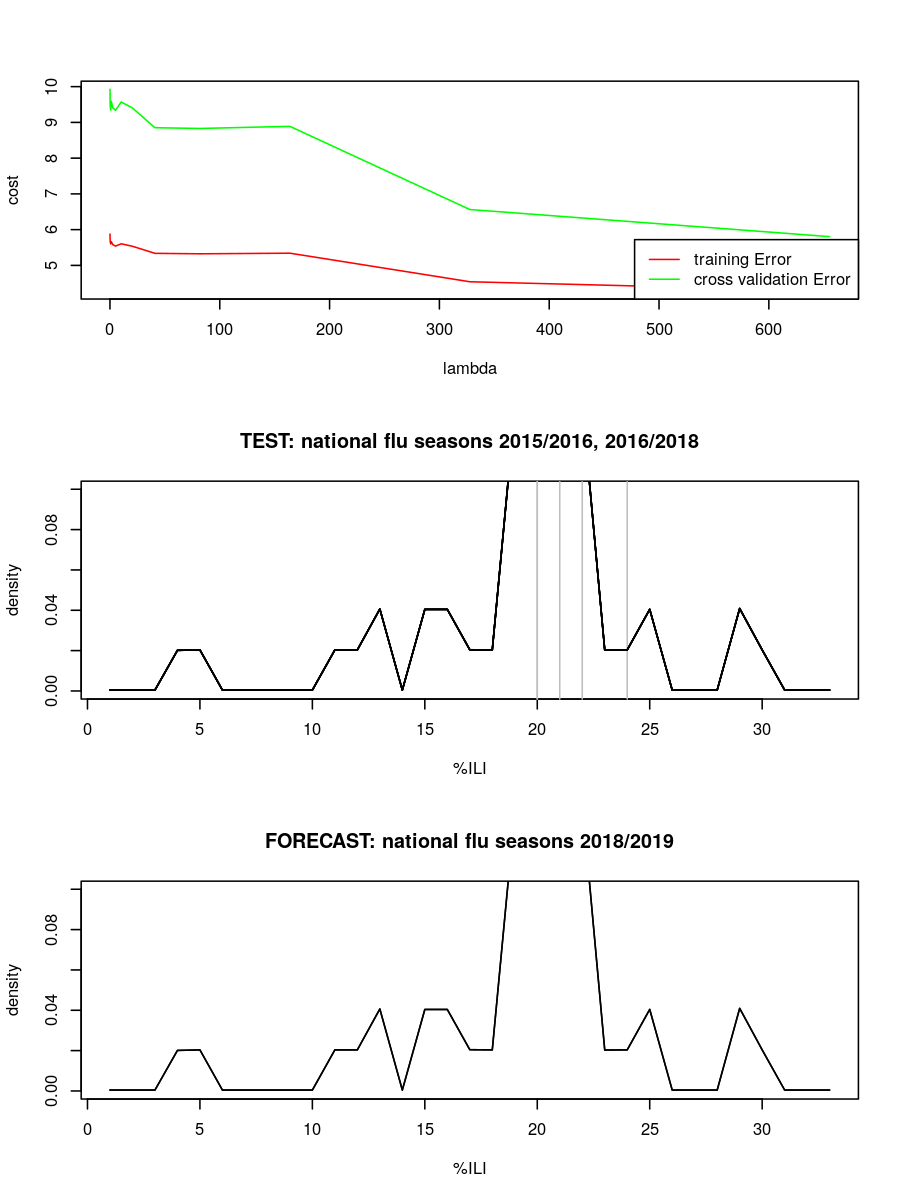 10
9
8
7
6
5
cost
training Error
cross validation Error
0 100 200 300 400 500 600
lambda
TEST: national flu seasons 2015/2016, 2016/2018
0.08
0.04
0.00
density
0 5 10 15 20 25 30
%ILI
FORECAST: national flu seasons 2018/2019
0.08
0.04
0.00
density
0 5 10 15 20 25 30
%ILI